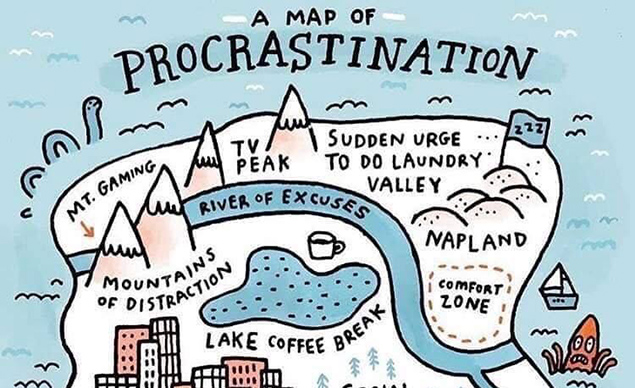 A MAP OF
PROCRASTINATION
zzz
TV
PEAK
SUDDEN URGE
TO DO LAUNDRY
VALLEY
MT. GAMING
RIVER OF EXCUSES
NAPLAND
MOUNTAINS
OF DISTRACTION
COMFORT
ZONE
LAKE COFFEE BREAK